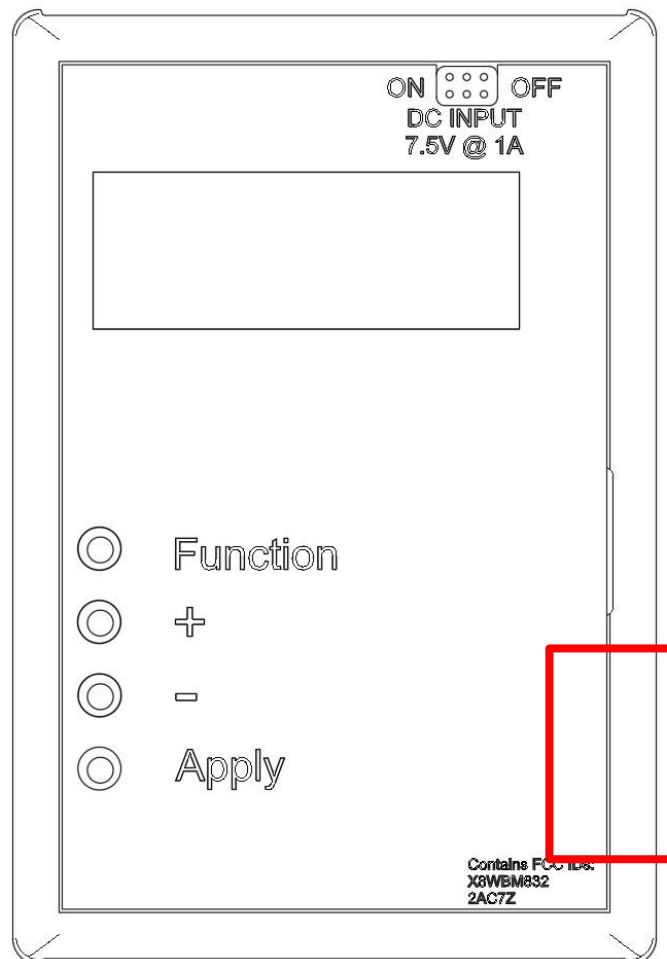 ON OFF
DC INPUT
7.5V @ 1A
Function
+
-
Apply
Contains FCC IDs:
X8WBM832
2AC7Z